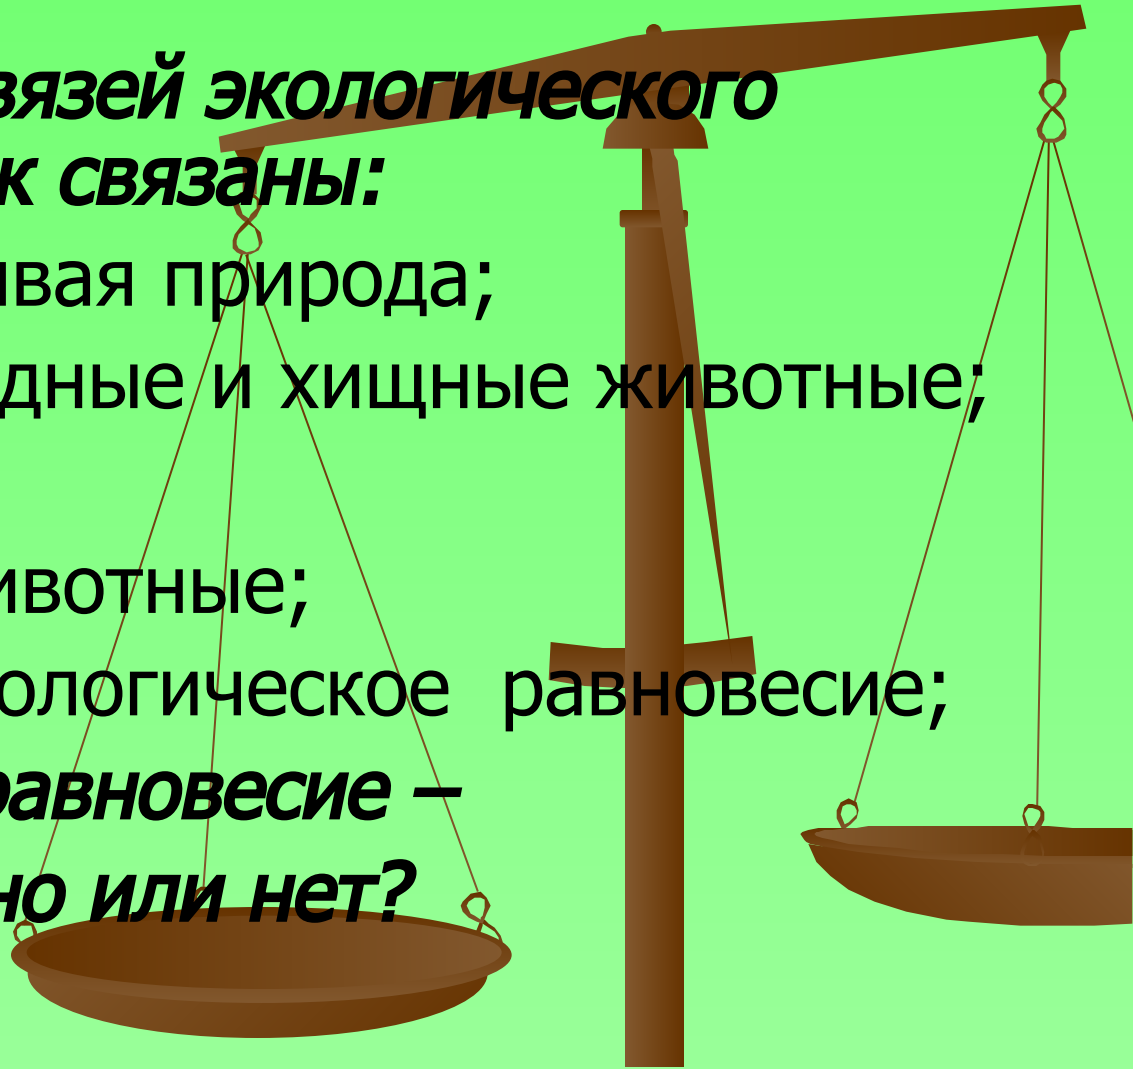 вязей экологического
к связаны:
ивая природа;
дные и хищные животные;
ивотные;
ологическое равновесие;
равновесие –
но или нет?